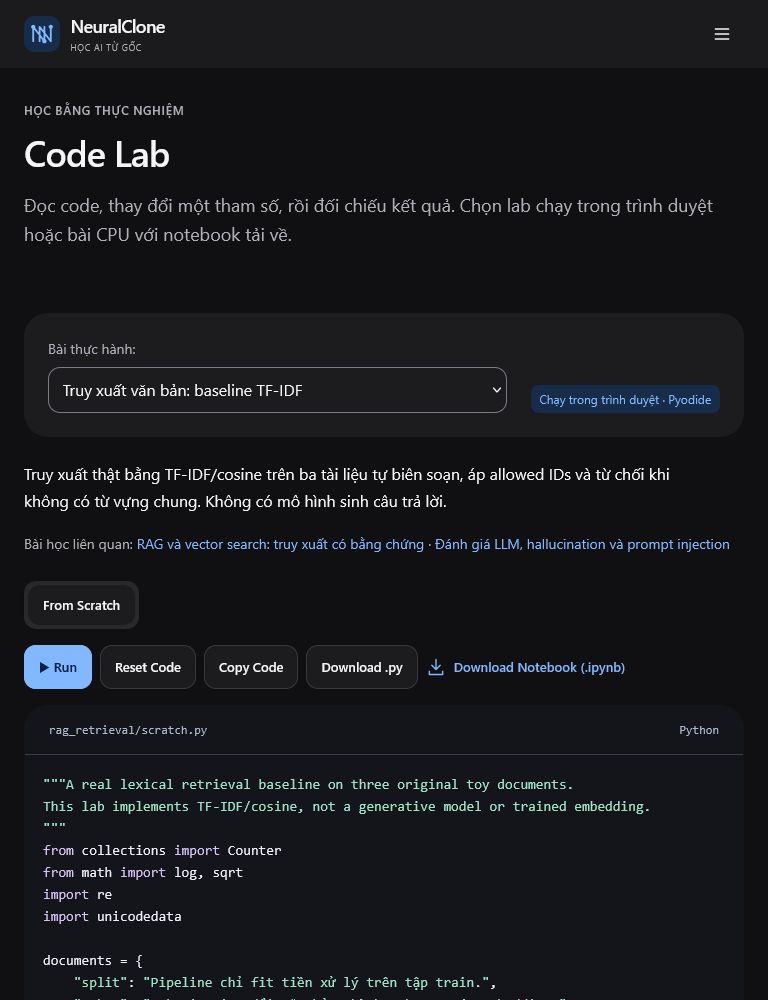 NeuralClone
HỌC AI TỪ GỐC
HỌC BẰNG THỰC NGHIỆM
Code Lab
Đọc code, thay đổi một tham số, rồi đối chiếu kết quả. Chọn lab chạy trong trình duyệt
hoặc bài CPU với notebook tải về.
Bài thực hành:
Truy xuất văn bản: baseline TF-IDF
Chạy trong trình duyệt · Pyodide
Truy xuất thật bằng TF-IDF/cosine trên ba tài liệu tự biên soạn, áp allowed IDs và từ chối khi
không có từ vựng chung. Không có mô hình sinh câu trả lời.
Bài học liên quan: RAG và vector search: truy xuất có bằng chứng · Đánh giá LLM, hallucination và prompt injection
From Scratch
▶ Run Reset Code Copy Code Download .py Download Notebook (.ipynb)
rag_retrieval/scratch.py Python
"""A real lexical retrieval baseline on three original toy documents.
This lab implements TF-IDF/cosine, not a generative model or trained embedding.
"""
from collections import Counter
from math import log, sqrt
import re
import unicodedata
documents = {
"split": "Pipeline chỉ fit tiền xử lý trên tập train.",